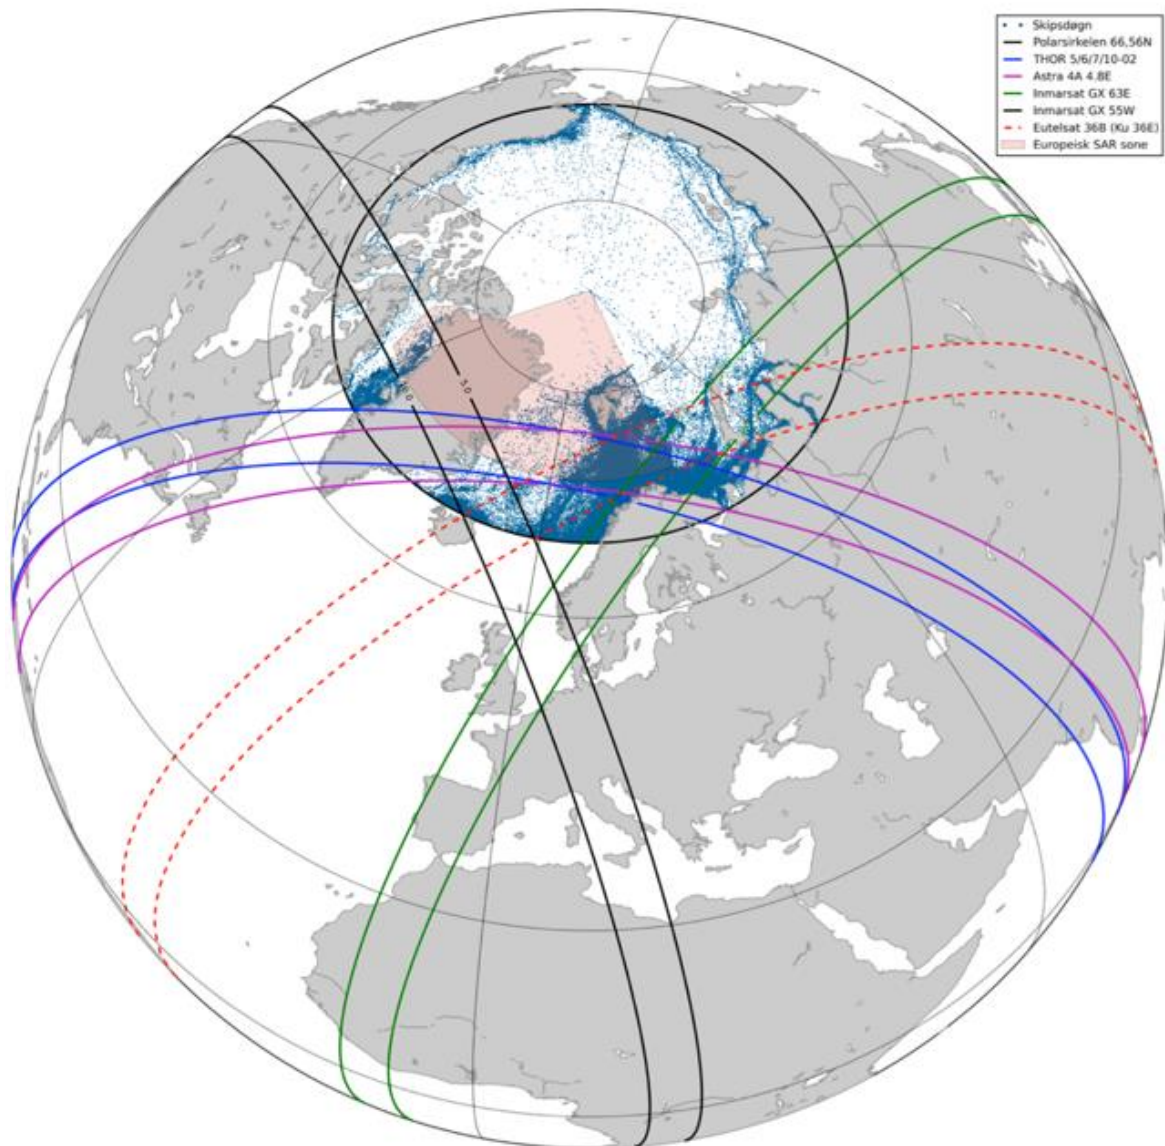 Skipsdøgn
Polarsirkelen 66,56N
THOR 5/6/7/10-02
Astra 4A 4.8E
Inmarsat GX 63E
Inmarsat GX 55W
Eutelsat 36B (Ku 36E)
Europeisk SAR sone